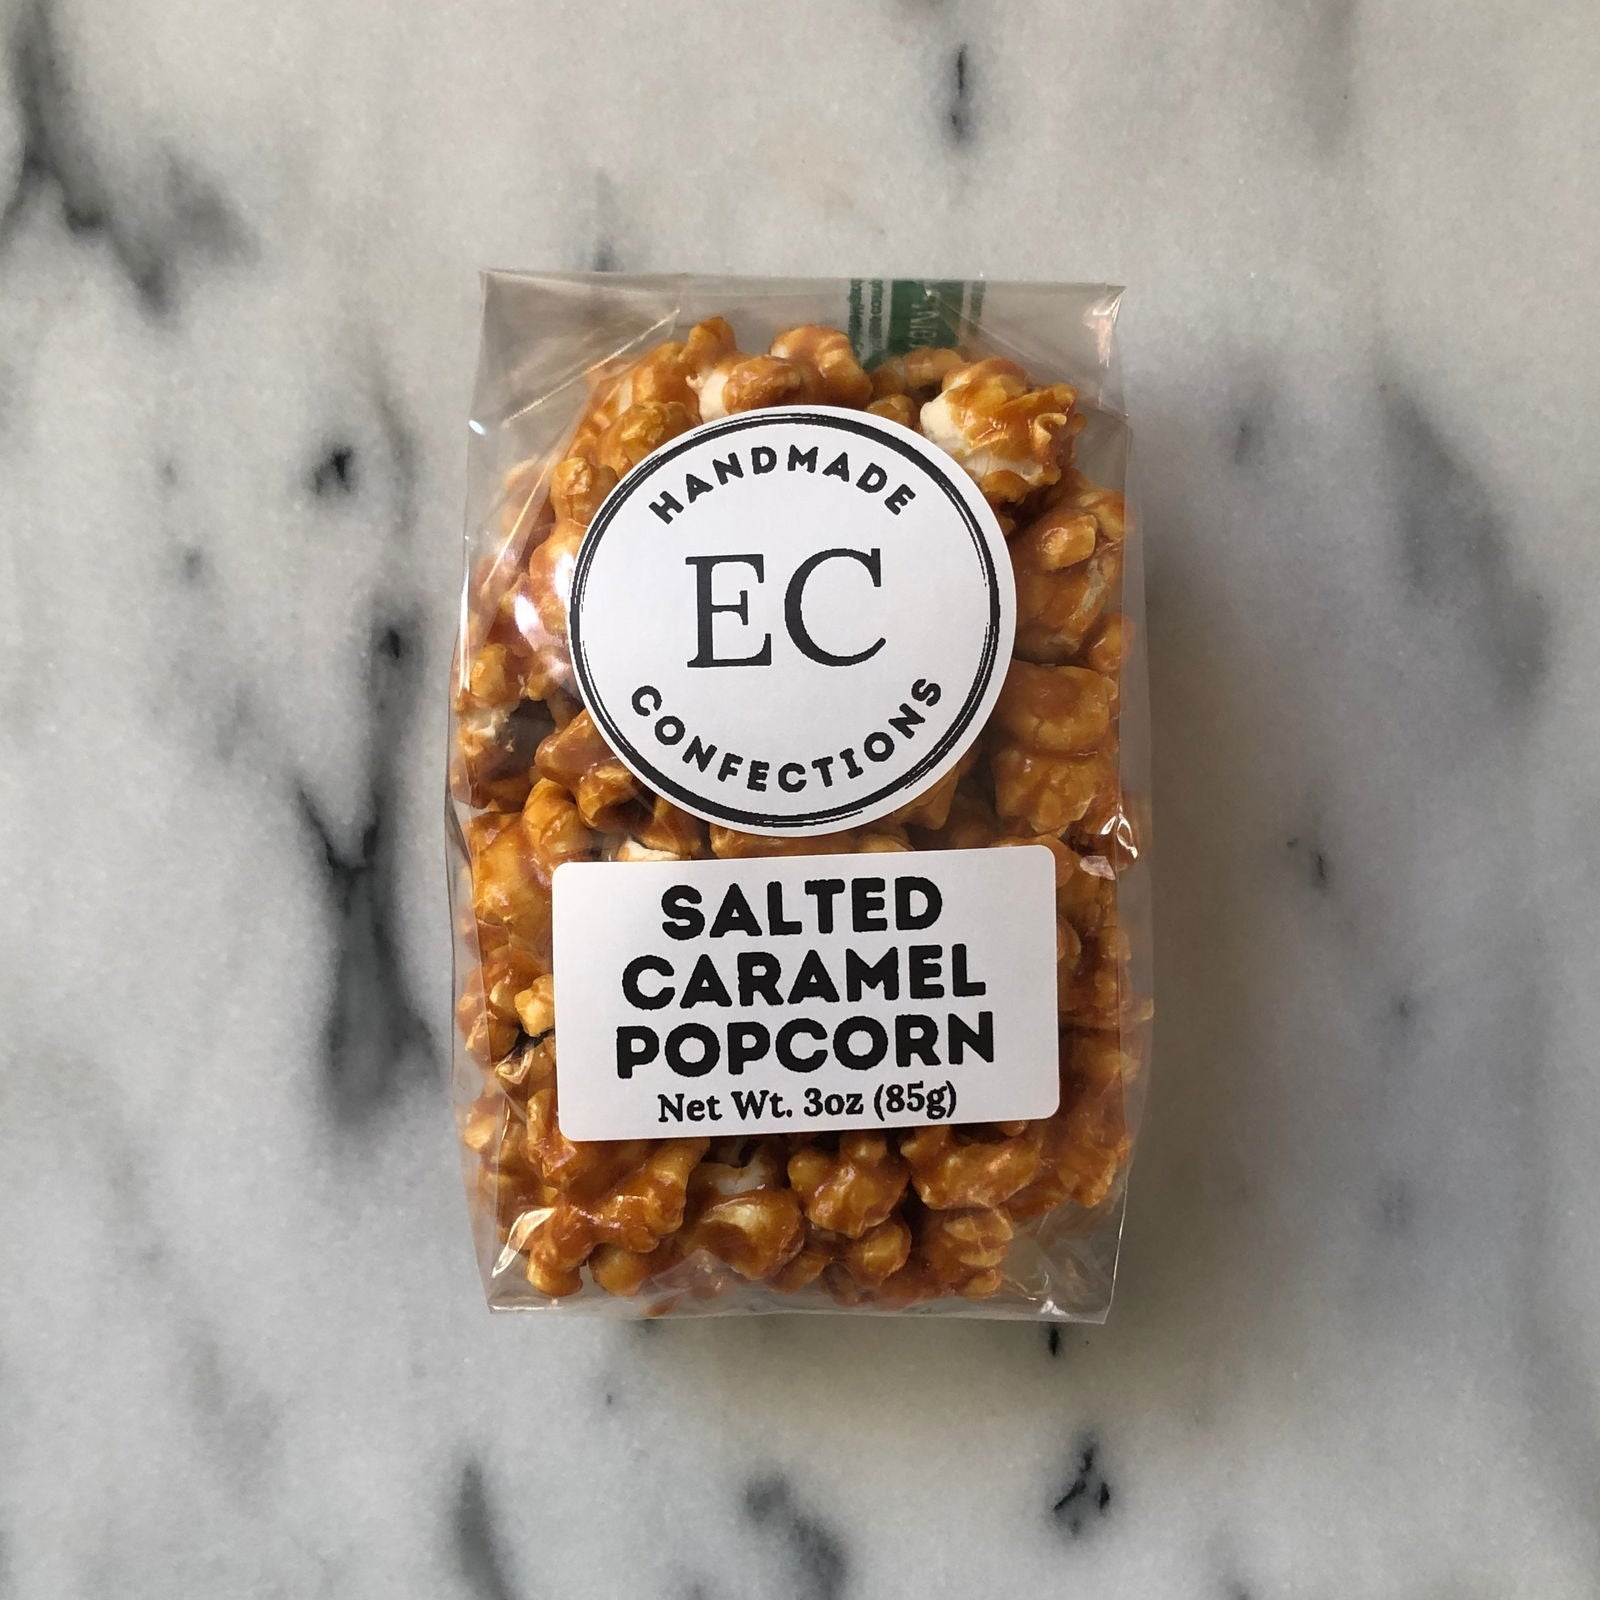 HANDMADE
EC
CONFECTIONS
SALTED
CARAMEL
POPCORN
Net Wt. 3oz (85g)